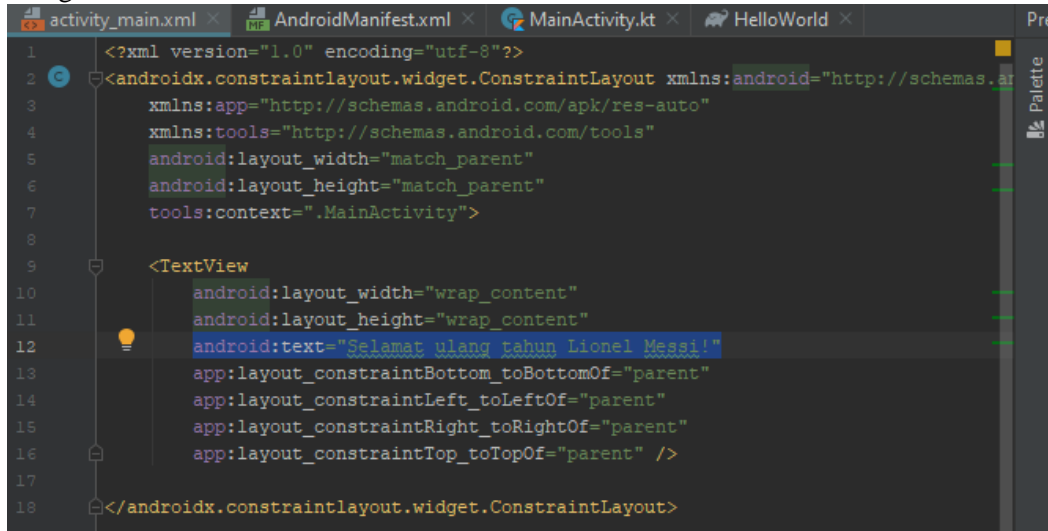 activity_main.xml × AndroidManifest.xml × MainActivity.kt × HelloWorld × Pre
1 <?xml version="1.0" encoding="utf-8"?>
2 <androidx.constraintlayout.widget.ConstraintLayout xmlns:android="http://schemas.an
3 xmlns:app="http://schemas.android.com/apk/res-auto"
4 xmlns:tools="http://schemas.android.com/tools"
5 android:layout_width="match_parent"
6 android:layout_height="match_parent"
7 tools:context=".MainActivity">
8
9 <TextView
10 android:layout_width="wrap_content"
11 android:layout_height="wrap_content"
12 android:text="Selamat ulang tahun Lionel Messi!"
13 app:layout_constraintBottom_toBottomOf="parent"
14 app:layout_constraintLeft_toLeftOf="parent"
15 app:layout_constraintRight_toRightOf="parent"
16 app:layout_constraintTop_toTopOf="parent" />
17
18 </androidx.constraintlayout.widget.ConstraintLayout>
Palette